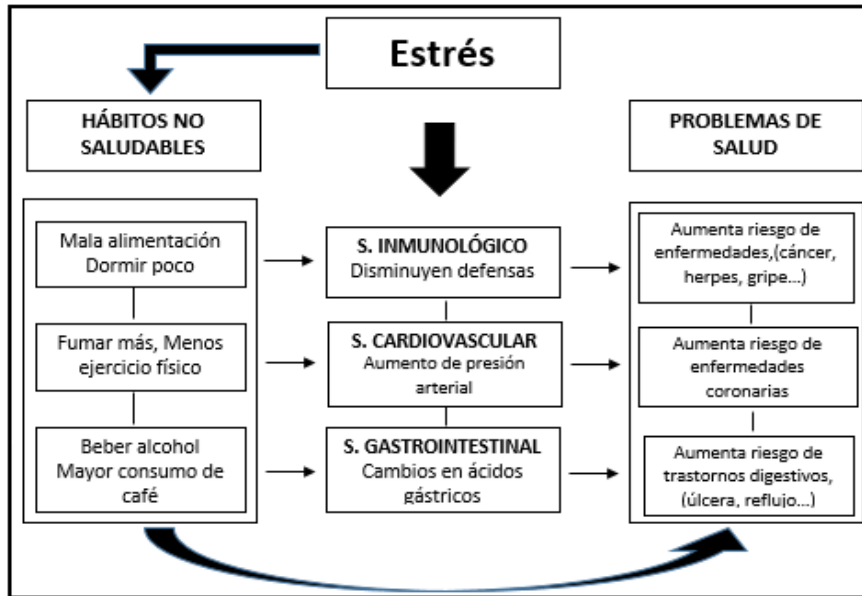 Estrés
HÁBITOS NO
SALUDABLES
PROBLEMAS DE
SALUD
Mala alimentación
Dormir poco
S. INMUNOLÓGICO
Disminuyen defensas
Aumenta riesgo de
enfermedades,(cáncer,
herpes, gripe...)
Fumar más, Menos
ejercicio físico
S. CARDIOVASCULAR
Aumento de presión
arterial
Aumenta riesgo de
enfermedades
coronarias
Beber alcohol
Mayor consumo de
café
S. GASTROINTESTINAL
Cambios en ácidos
gástricos
Aumenta riesgo de
trastornos digestivos,
(úlcera, reflujo...)